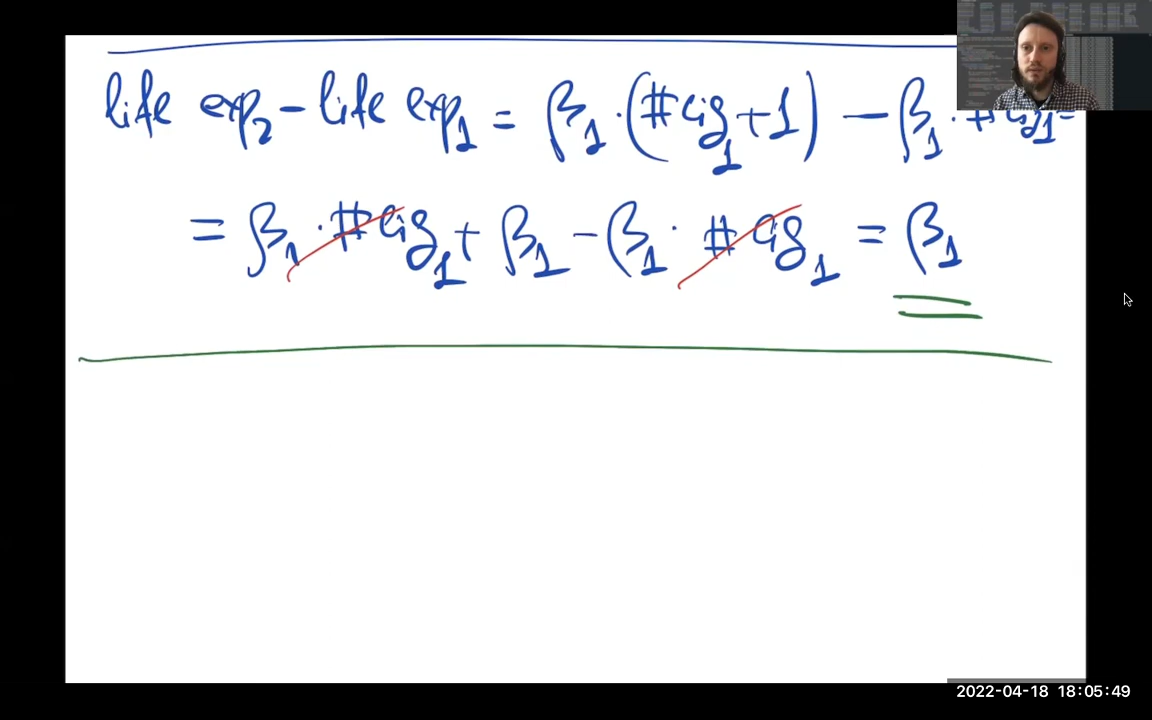 life exp₂ - life exp₁ = β₁ · (#cig₁ + 1) - β₁ · #cig₁ =
= β₁ · #cig₁ + β₁ - β₁ · #cig₁ = β₁
2022-04-18 18:05:49